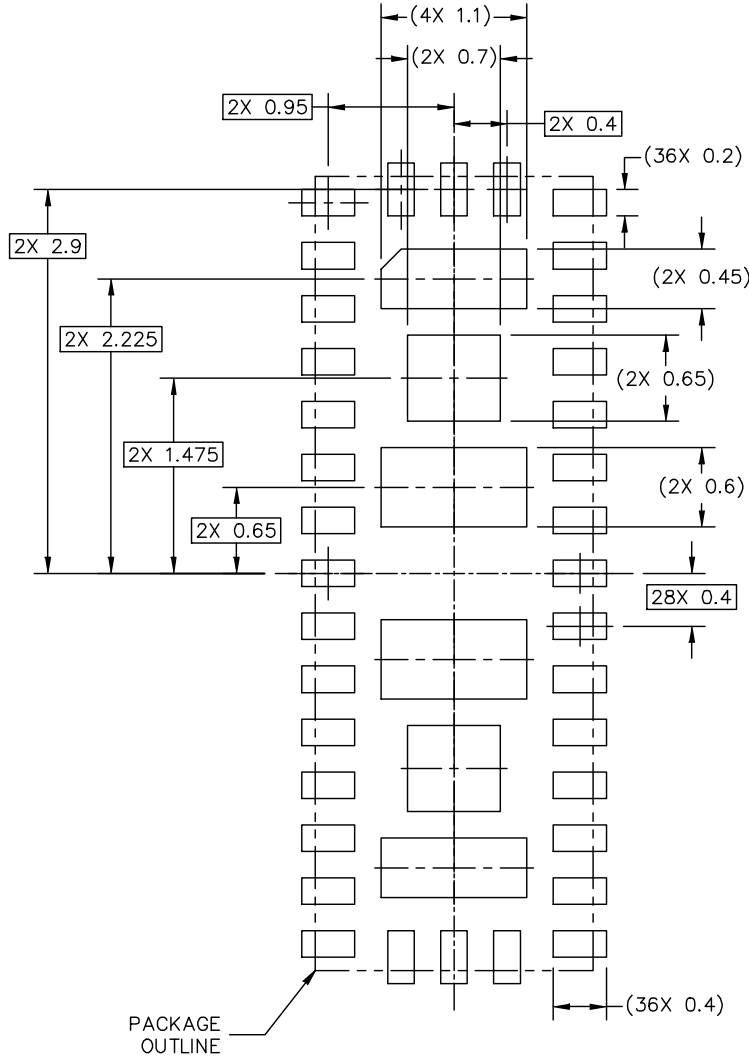 (4X 1.1)
(2X 0.7)
2X 0.95
2X 0.4
(36X 0.2)
2X 2.9
(2X 0.45)
2X 2.225
(2X 0.65)
2X 1.475
(2X 0.6)
2X 0.65
28X 0.4
(36X 0.4)
PACKAGE
OUTLINE